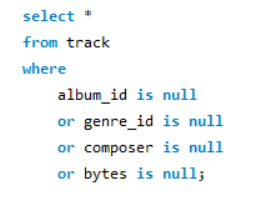 select *
from track
where
    album_id is null
    or genre_id is null
    or composer is null
    or bytes is null;